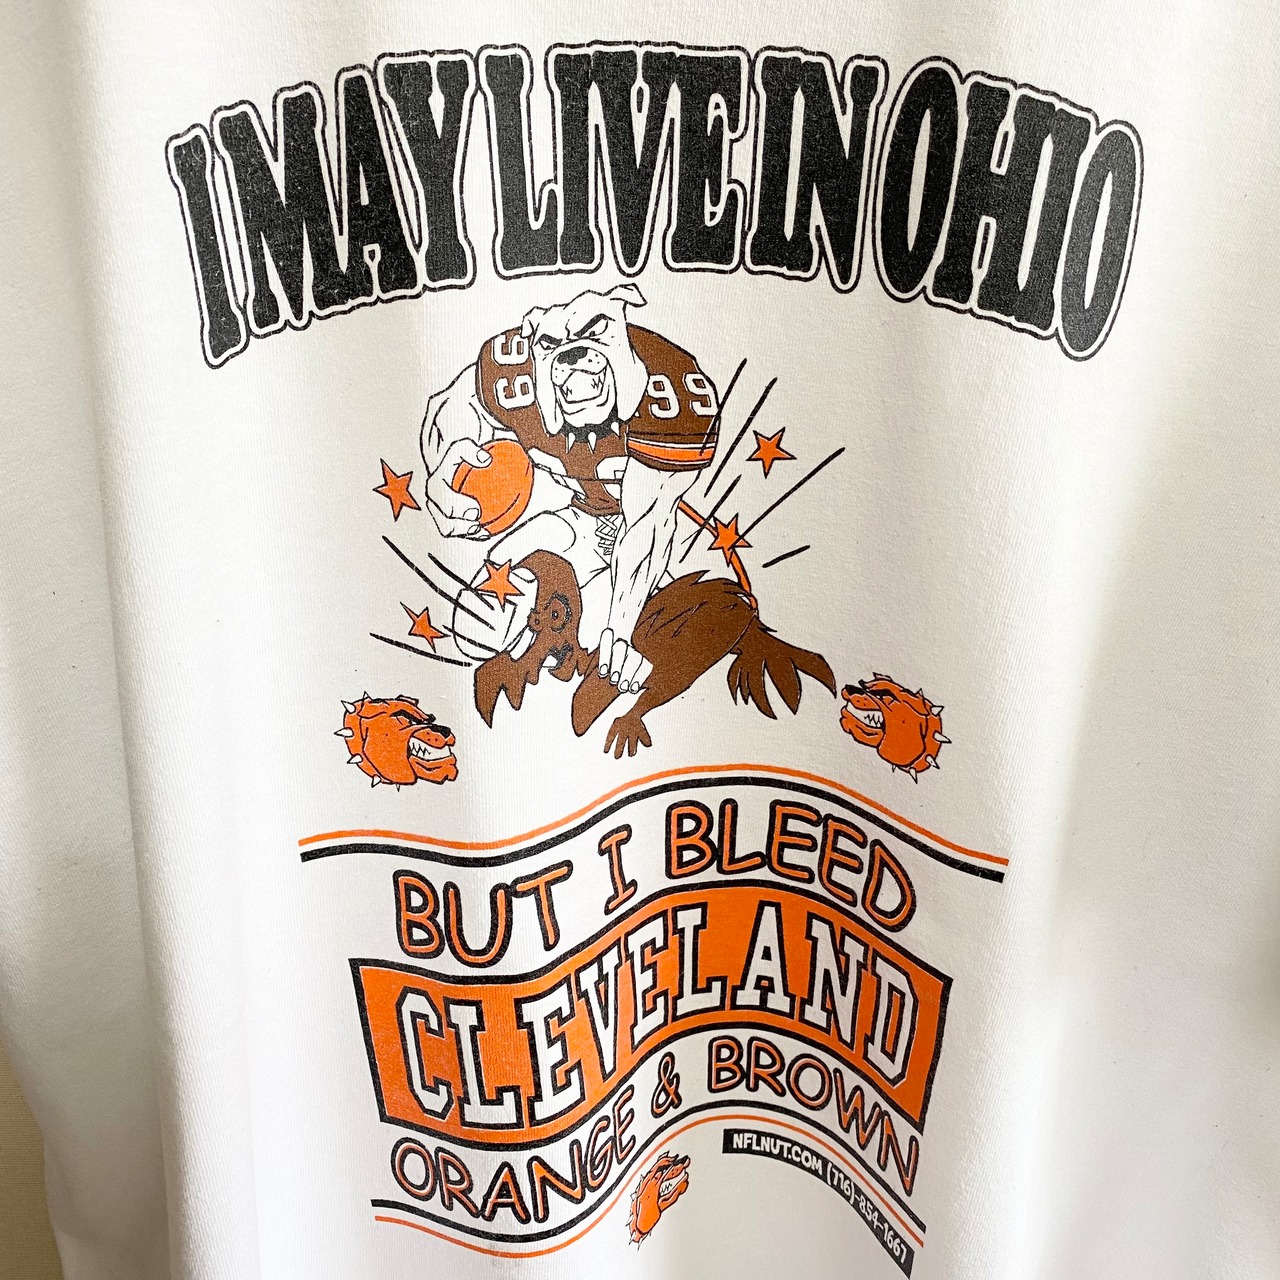 I MAY LIVE IN OHIO
99 99
BUT I BLEED
CLEVELAND
ORANGE & BROWN
NFLNUT.COM (716)-854-1667